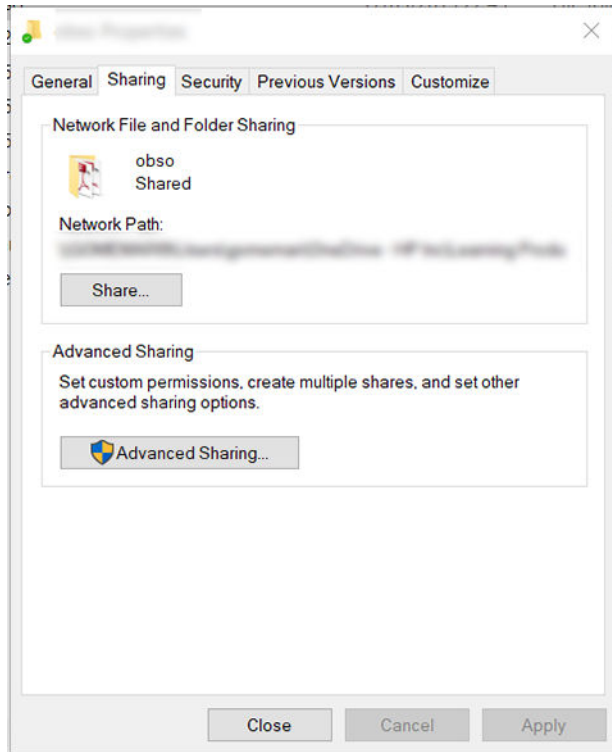 Properties
General Sharing Security Previous Versions Customize
Network File and Folder Sharing
obso
Shared
Network Path:
Share...
Advanced Sharing
Set custom permissions, create multiple shares, and set other
advanced sharing options.
Advanced Sharing...
Close Cancel Apply